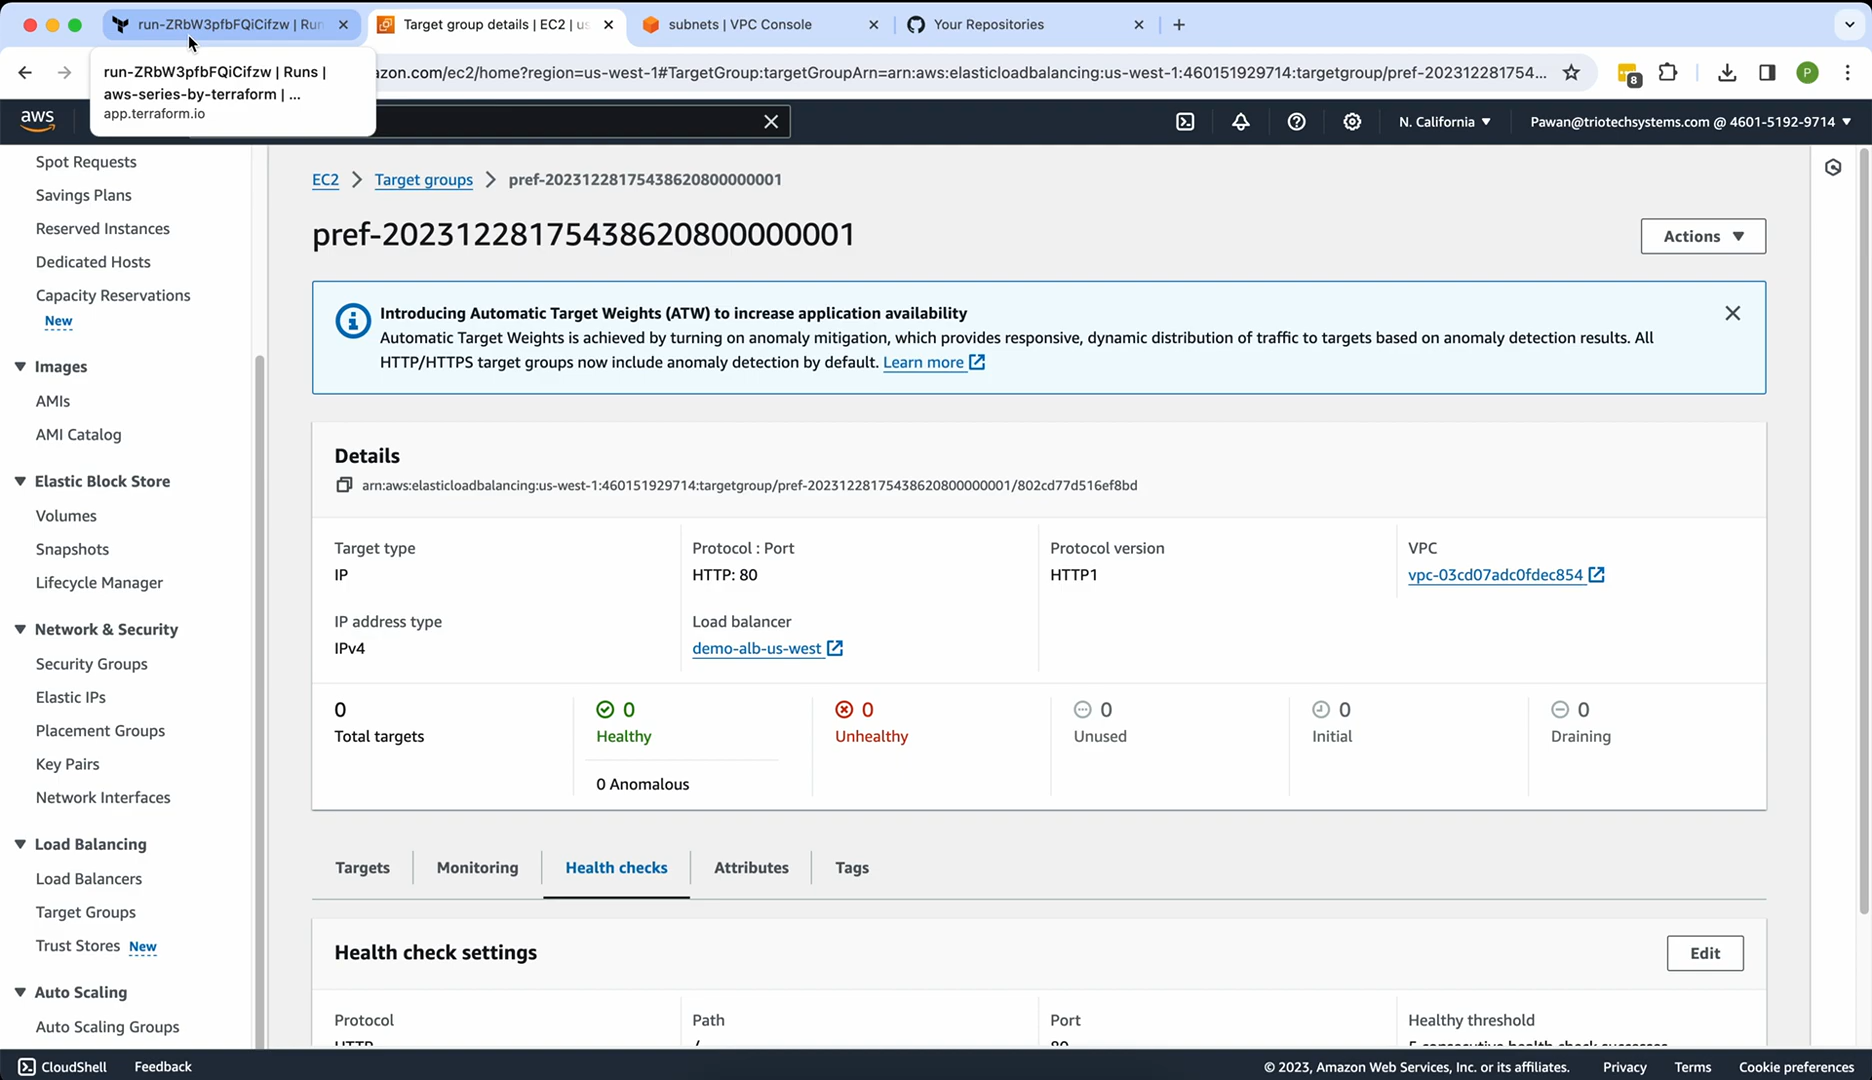 run-ZRbW3pfbFQiCifzw | Run
Target group details | EC2 | us
subnets | VPC Console
Your Repositories
run-ZRbW3pfbFQiCifzw | Runs |
aws-series-by-terraform | ...
app.terraform.io
azon.com/ec2/home?region=us-west-1#TargetGroup:targetGroupArn=arn:aws:elasticloadbalancing:us-west-1:460151929714:targetgroup/pref-202312281754...
8
P
aws
N. California
Pawan@triotechsystems.com @ 4601-5192-9714
Spot Requests
Savings Plans
Reserved Instances
Dedicated Hosts
Capacity Reservations
New
Images
AMIs
AMI Catalog
Elastic Block Store
Volumes
Snapshots
Lifecycle Manager
Network & Security
Security Groups
Elastic IPs
Placement Groups
Key Pairs
Network Interfaces
Load Balancing
Load Balancers
Target Groups
Trust Stores New
Auto Scaling
Auto Scaling Groups
EC2 > Target groups > pref-20231228175438620800000001
pref-20231228175438620800000001
Actions
Introducing Automatic Target Weights (ATW) to increase application availability
Automatic Target Weights is achieved by turning on anomaly mitigation, which provides responsive, dynamic distribution of traffic to targets based on anomaly detection results. All
HTTP/HTTPS target groups now include anomaly detection by default. Learn more
Details
arn:aws:elasticloadbalancing:us-west-1:460151929714:targetgroup/pref-20231228175438620800000001/802cd77d516ef8bd
Target type
IP
Protocol : Port
HTTP: 80
Protocol version
HTTP1
VPC
vpc-03cd07adc0fdec854
IP address type
IPv4
Load balancer
demo-alb-us-west
0
Total targets
0
Healthy
0 Anomalous
0
Unhealthy
0
Unused
0
Initial
0
Draining
Targets
Monitoring
Health checks
Attributes
Tags
Health check settings
Edit
Protocol
HTTP
Path
/
Port
80
Healthy threshold
5 consecutive health check successes
CloudShell
Feedback
© 2023, Amazon Web Services, Inc. or its affiliates.
Privacy
Terms
Cookie preferences